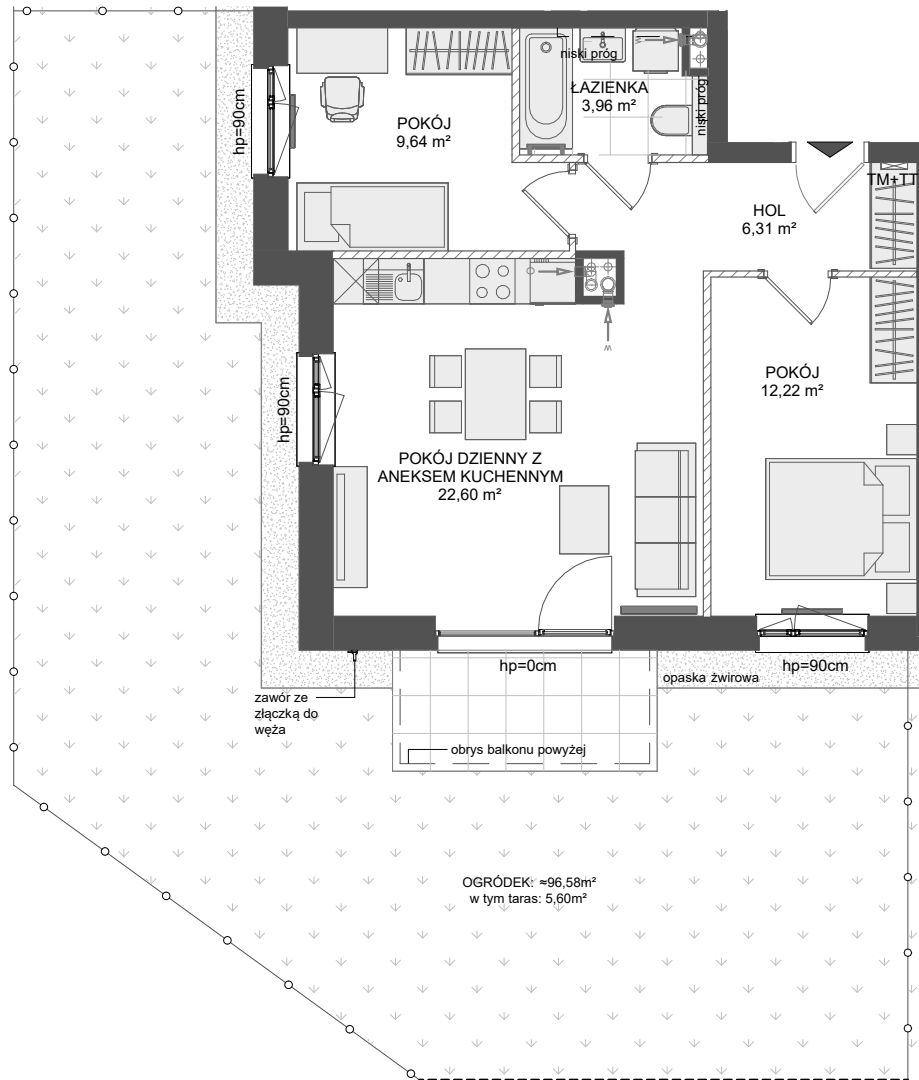 niski próg
ŁAZIENKA
3,96 m²
niski próg
hp=90cm
POKÓJ
9,64 m²
TM+TT
HOL
6,31 m²
hp=90cm
POKÓJ
12,22 m²
POKÓJ DZIENNY Z
ANEKSEM KUCHENNYM
22,60 m²
hp=0cm
hp=90cm
opaska żwirowa
zawór ze
złączką do
węża
obrys balkonu powyżej
OGRÓDEK: ≈96,58m²
w tym taras: 5,60m²